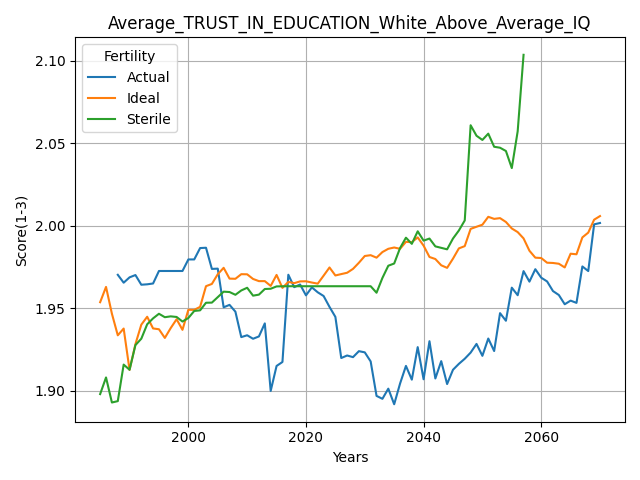 Average_TRUST_IN_EDUCATION_White_Above_Average_IQ
Fertility
Actual
Ideal
Sterile
Score(1-3)
2.10
2.05
2.00
1.95
1.90
2000
2020
2040
2060
Years